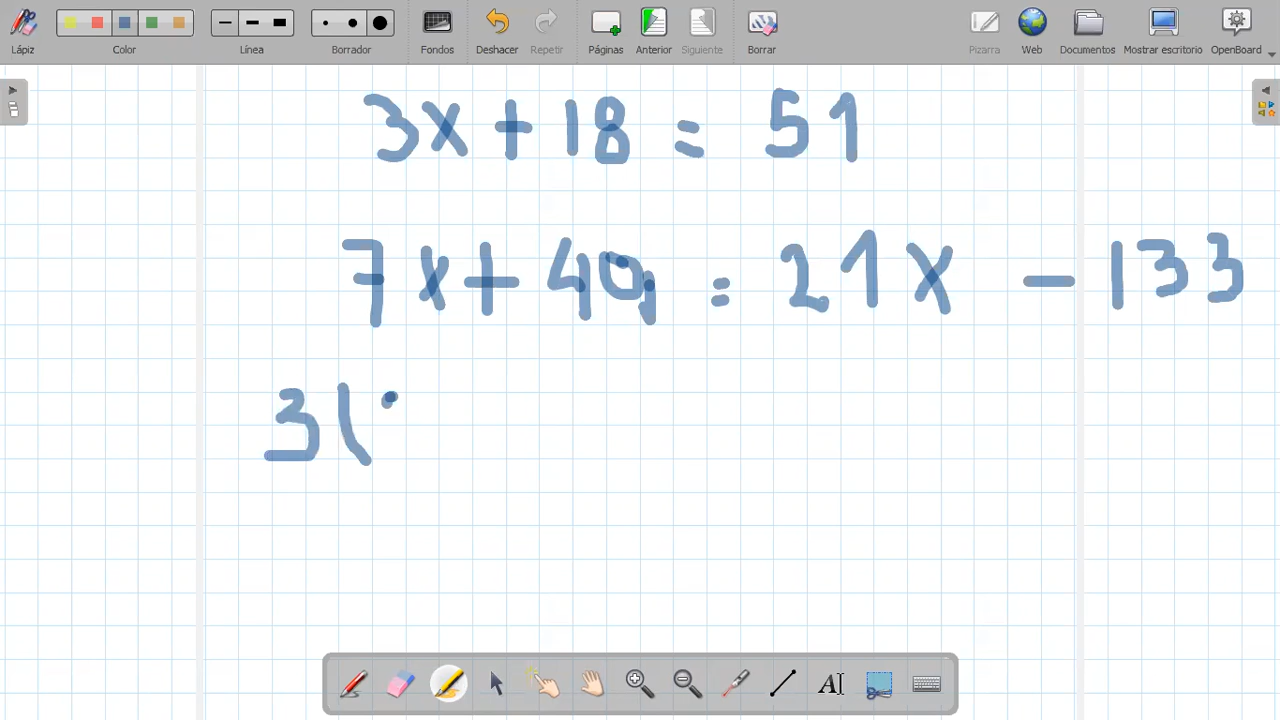 Lápiz Color Línea Borrador Fondos Deshacer Repetir Páginas Anterior Siguiente Borrar Pizarra Web Documentos Mostrar escritorio OpenBoard
3x + 18 = 51
7x + 49 = 21x - 133
3(
AI